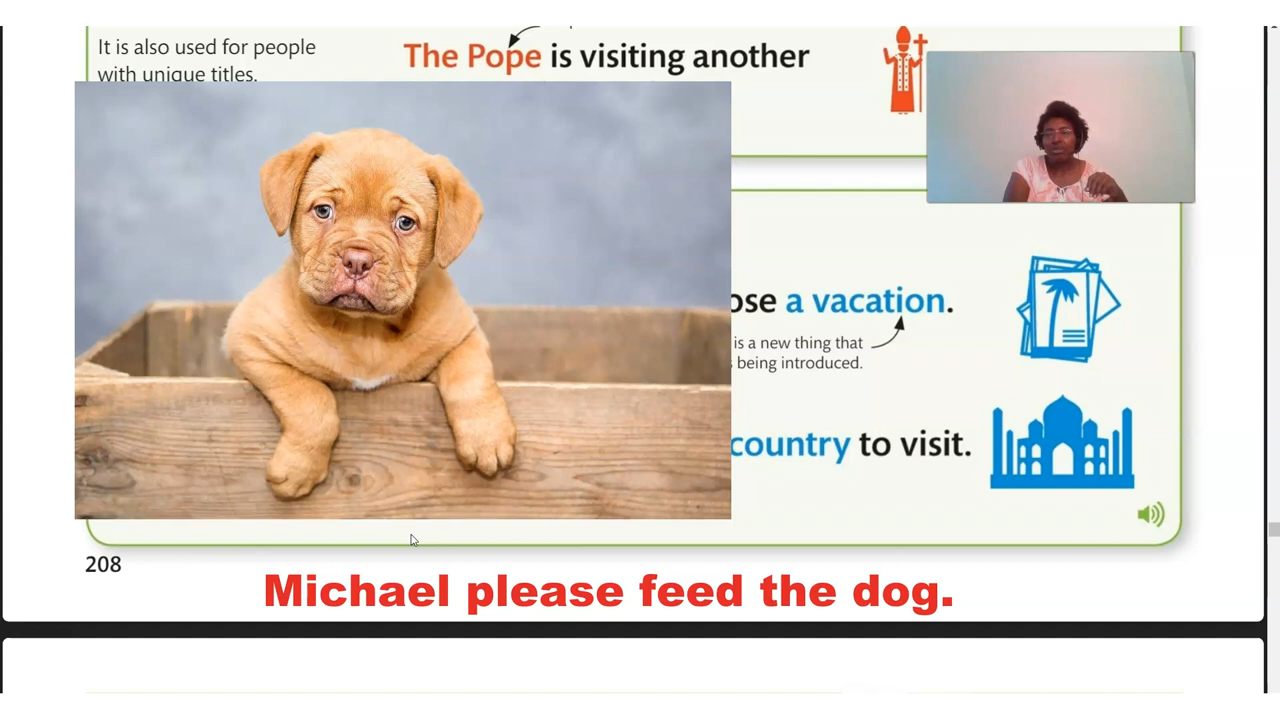 It is also used for people
with unique titles.
The Pope is visiting another
ose a vacation.
is a new thing that
being introduced.
country to visit.
208
Michael please feed the dog.